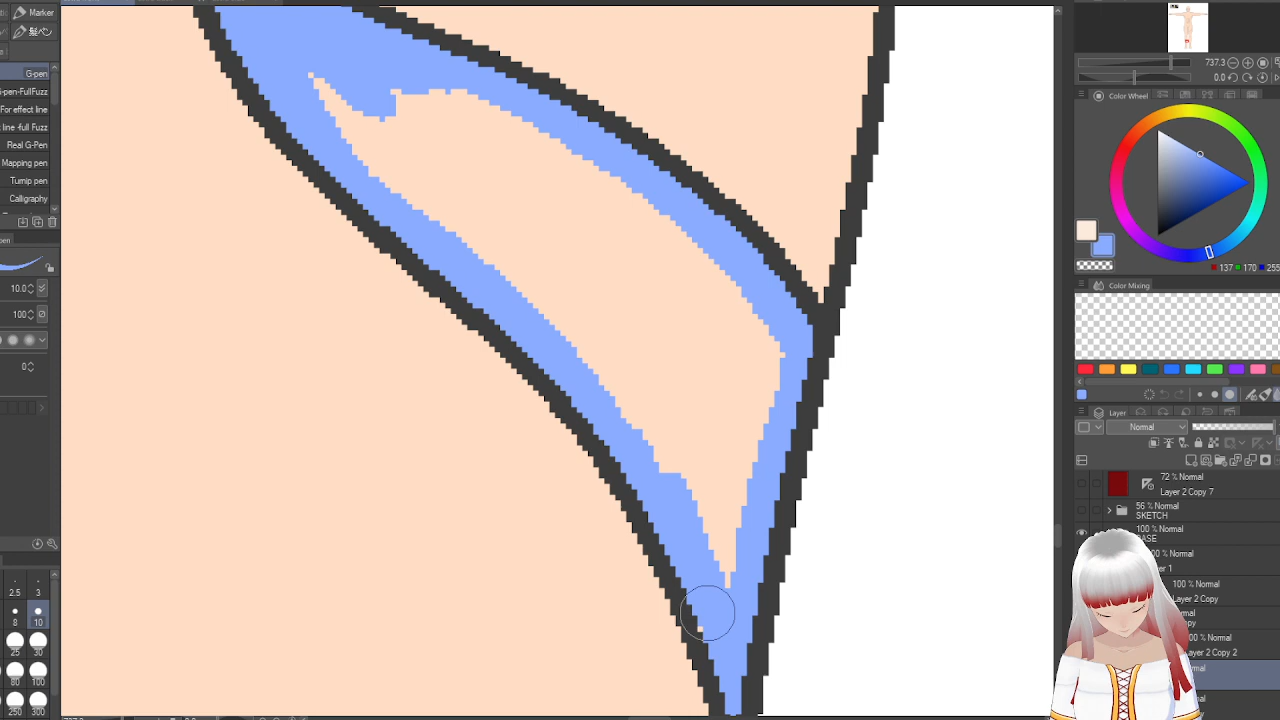 Marker
G-pen
G-pen-FullFuzz
For effect line
line -full Fuzz
Real G-Pen
Mapping pen
Turnip pen
Calligraphy
pen
10.0
100
0
2.5
3
8
10
25
30
80
100
250
300
737.3
0.0
Color Wheel
137
170
255
Color Mixing
Layer
Normal
72 % Normal
Layer 2 Copy 7
56 % Normal
SKETCH
100 % Normal
BASE
% Normal
% Normal
Layer 2 Copy
% Normal
Layer 2 Copy 2